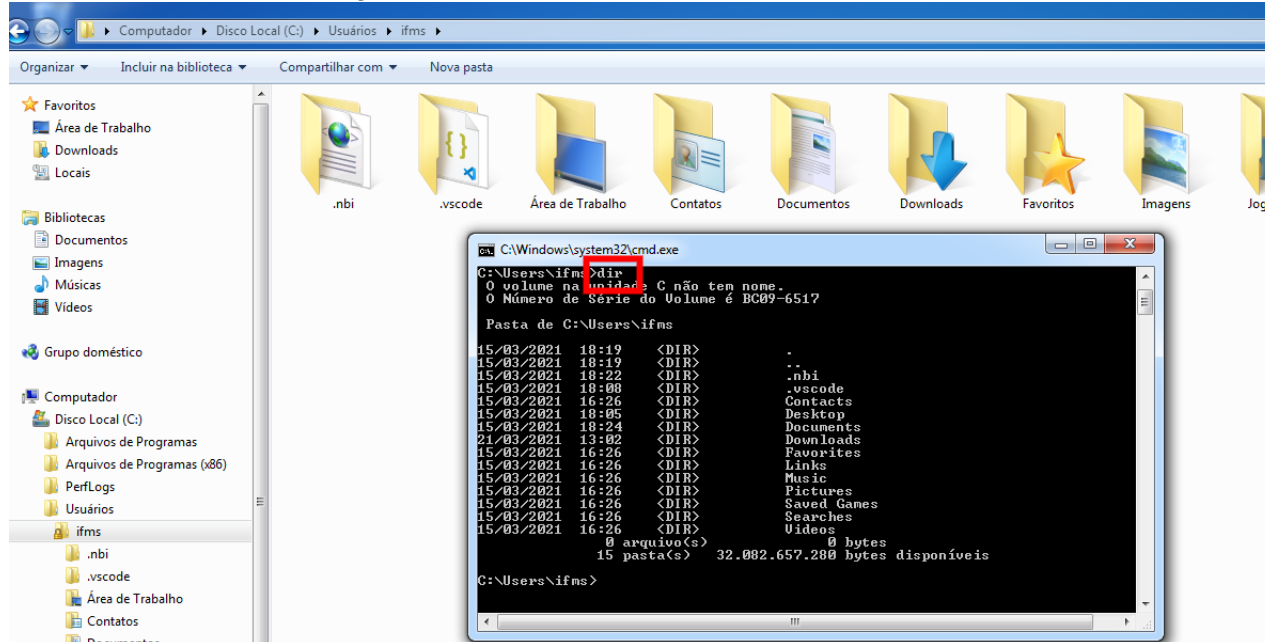 Computador ▸ Disco Local (C:) ▸ Usuários ▸ ifms ▸
Organizar ▾ Incluir na biblioteca ▾ Compartilhar com ▾ Nova pasta
Favoritos
Área de Trabalho
Downloads
Locais
Bibliotecas
Documentos
Imagens
Músicas
Vídeos
Grupo doméstico
Computador
Disco Local (C:)
Arquivos de Programas
Arquivos de Programas (x86)
PerfLogs
Usuários
ifms
.nbi
.vscode
Área de Trabalho
Contatos
.nbi .vscode Área de Trabalho Contatos Documentos Downloads Favoritos Imagens
C:\Windows\system32\cmd.exe
C:\Users\ifms>dir
O volume na unidade C não tem nome.
O Número de Série do Volume é BC09-6517
Pasta de C:\Users\ifms
15/03/2021 18:19 <DIR> .
15/03/2021 18:19 <DIR> ..
15/03/2021 18:22 <DIR> .nbi
15/03/2021 18:08 <DIR> .vscode
15/03/2021 16:26 <DIR> Contacts
15/03/2021 18:05 <DIR> Desktop
15/03/2021 18:24 <DIR> Documents
21/03/2021 13:02 <DIR> Downloads
15/03/2021 16:26 <DIR> Favorites
15/03/2021 16:26 <DIR> Links
15/03/2021 16:26 <DIR> Music
15/03/2021 16:26 <DIR> Pictures
15/03/2021 16:26 <DIR> Saved Games
15/03/2021 16:26 <DIR> Searches
15/03/2021 16:26 <DIR> Videos
0 arquivo(s) 0 bytes
15 pasta(s) 32.082.657.280 bytes disponíveis
C:\Users\ifms>